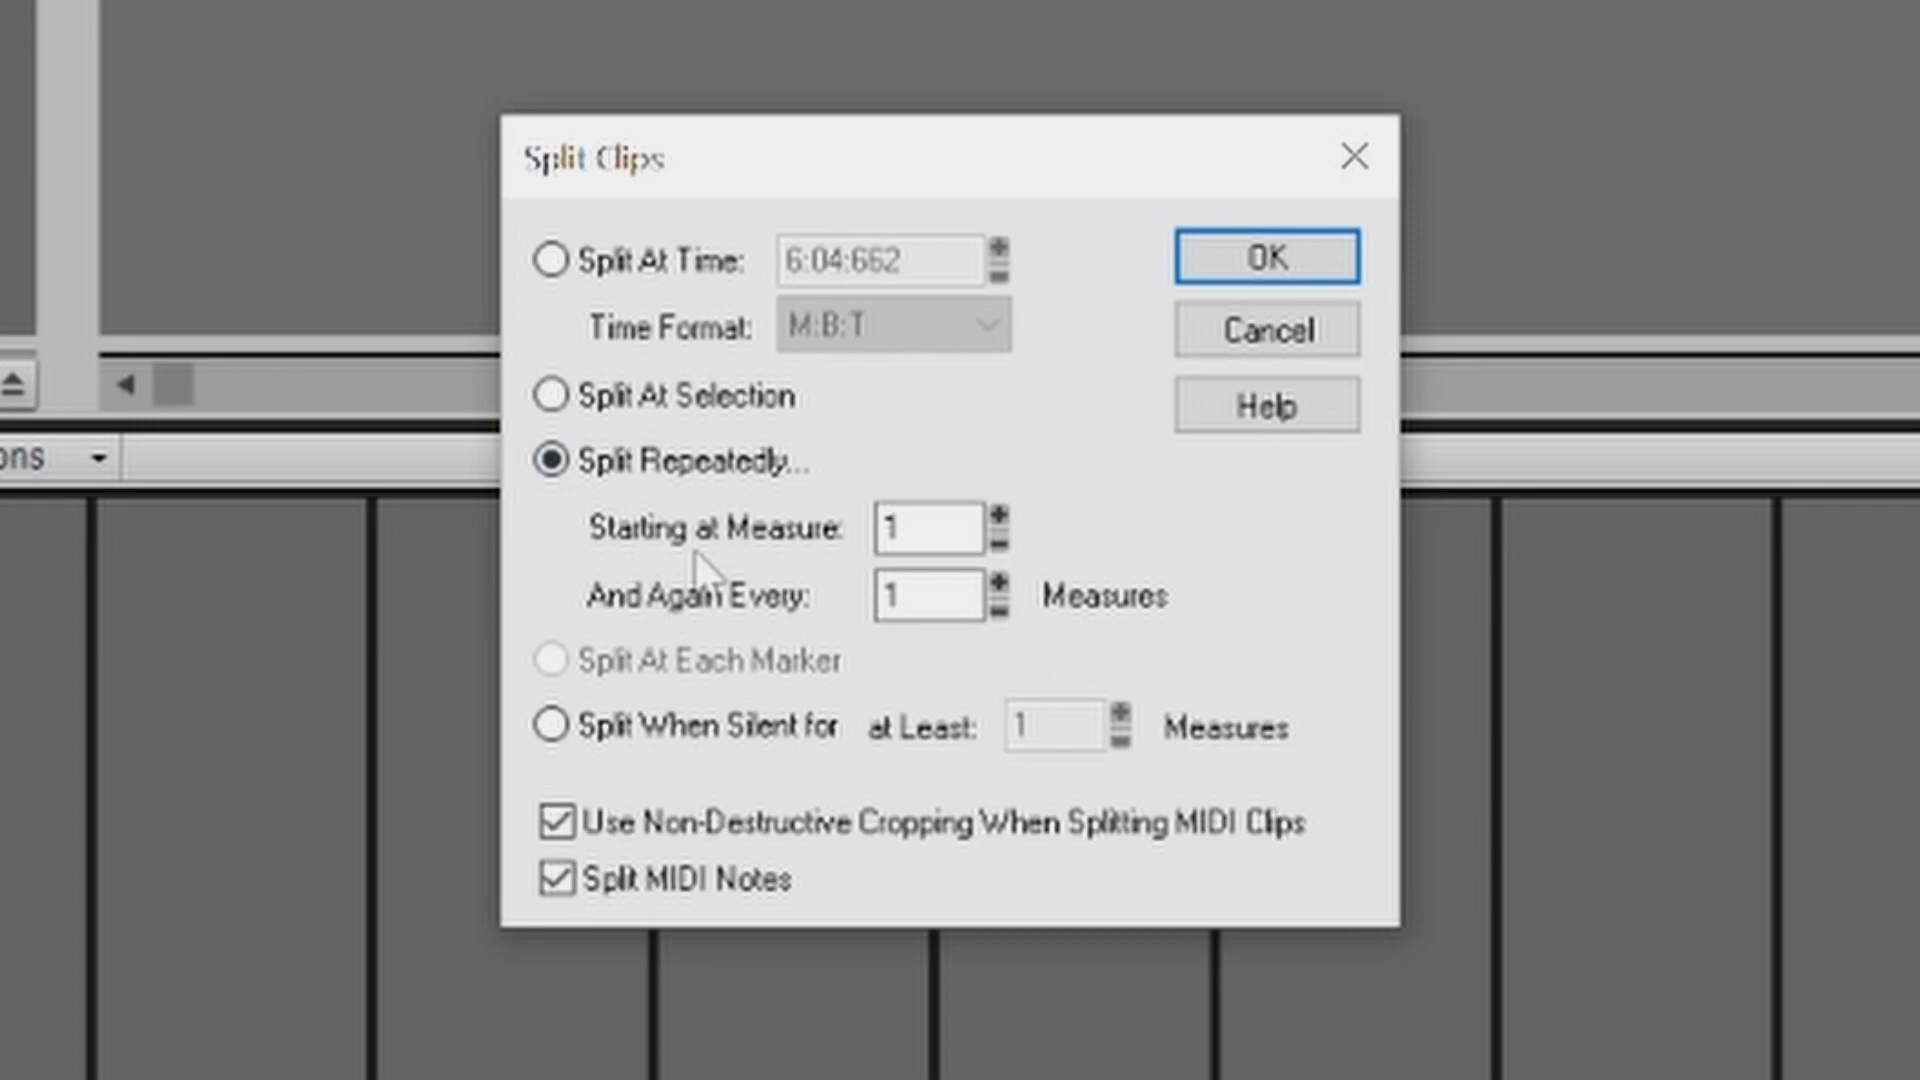 Split Clips
Split At Time: 6:04:662
OK
Time Format: M:B:T
Cancel
Split At Selection
Help
ons
Split Repeatedly...
Starting at Measure: 1
And Again Every: 1 Measures
Split At Each Marker
Split When Silent for at Least: 1 Measures
Use Non-Destructive Cropping When Splitting MIDI Clips
Split MIDI Notes